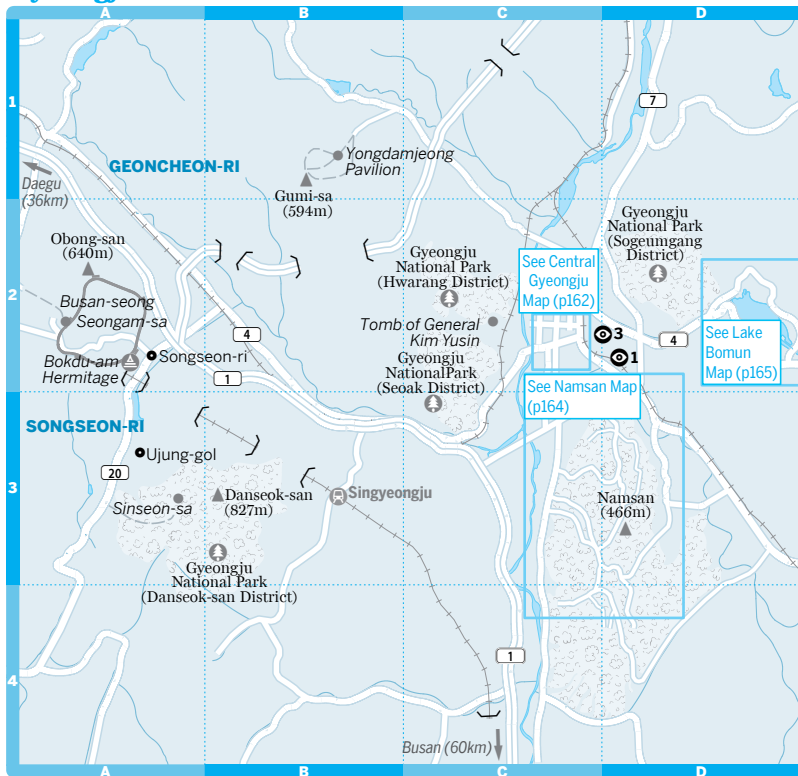 A
B
C
D
1
7
Yongdamjeong
Pavilion
GEONCHEON-RI
Daegu
(36km)
Gumi-sa
(594m)
Obong-san
(640m)
Gyeongju
National Park
(Hwarang District)
See Central
Gyeongju
Map (p162)
Gyeongju
National Park
(Sogeumgang
District)
2
Busan-seong
Seongam-sa
Tomb of General
Kim Yusin
3
4
See Lake
Bomun
Map (p165)
4
Songseon-ri
Bokdu-am
Hermitage
1
Gyeongju
NationalPark
(Seoak District)
1
See Namsan Map
(p164)
SONGSEON-RI
Ujung-gol
20
3
Sinseon-sa
Danseok-san
(827m)
Singyeongju
Namsan
(466m)
Gyeongju
National Park
(Danseok-san District)
4
1
Busan (60km)
A
B
C
D